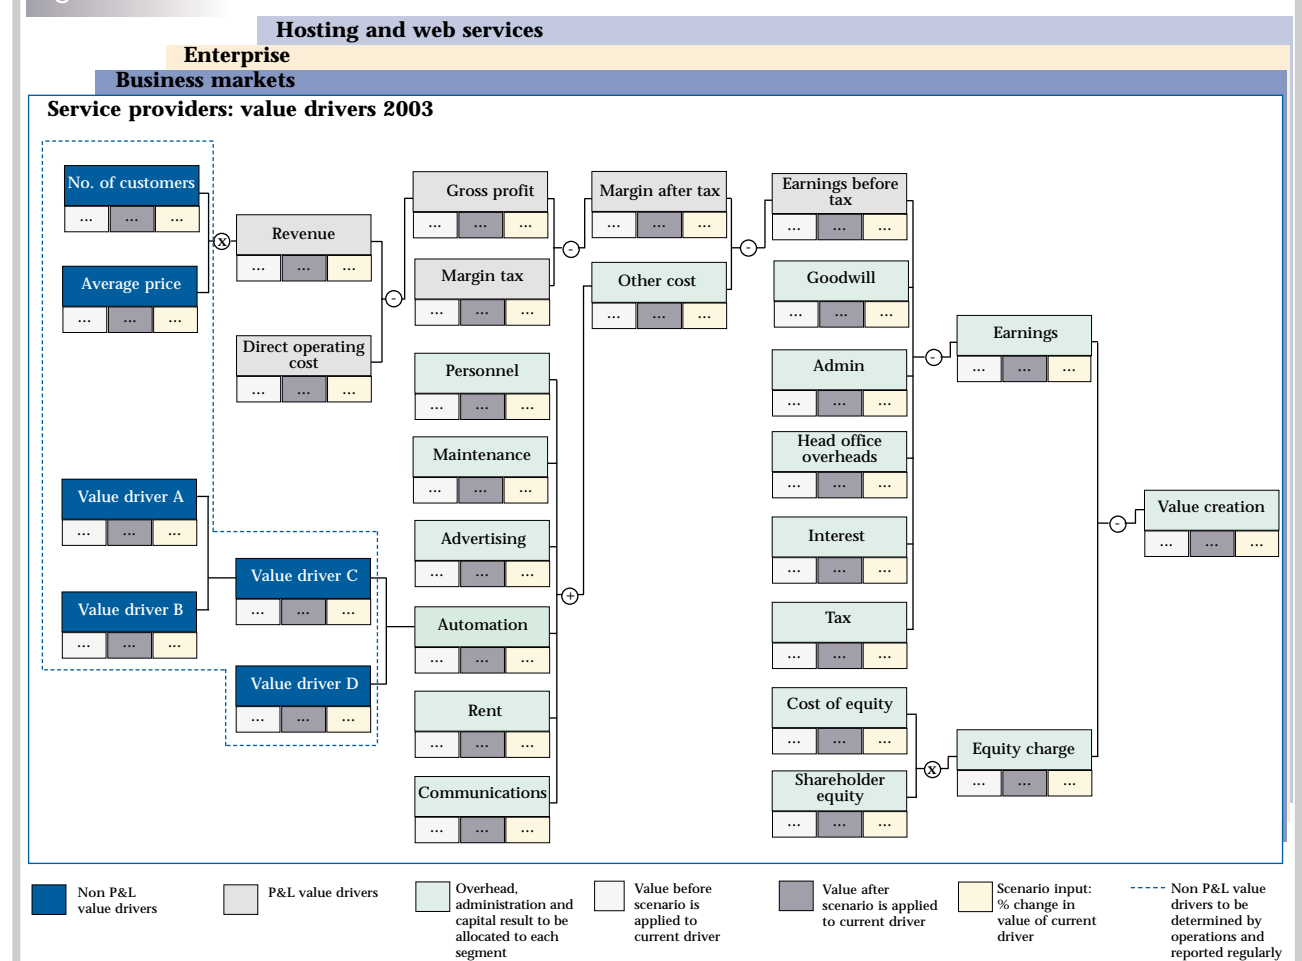 Hosting and web services
Enterprise
Business markets
Service providers: value drivers 2003
No. of customers
... ... ...
Average price
... ... ...
Revenue
... ... ...
Direct operating
cost
... ... ...
Gross profit
... ... ...
Margin tax
... ... ...
Margin after tax
... ... ...
Other cost
... ... ...
Earnings before
tax
... ... ...
Goodwill
... ... ...
Admin
... ... ...
Head office
overheads
... ... ...
Interest
... ... ...
Tax
... ... ...
Cost of equity
... ... ...
Shareholder
equity
... ... ...
Earnings
... ... ...
Equity charge
... ... ...
Value creation
... ... ...
Personnel
... ... ...
Maintenance
... ... ...
Advertising
... ... ...
Automation
... ... ...
Rent
... ... ...
Communications
... ... ...
Value driver A
... ... ...
Value driver B
... ... ...
Value driver C
... ... ...
Value driver D
... ... ...
x
-
-
-
-
-
+
x
Non P&L
value drivers
P&L value drivers
Overhead,
administration and
capital result to be
allocated to each
segment
Value before
scenario is
applied to
current driver
Value after
scenario is applied
to current driver
Scenario input:
% change in
value of current
driver
Non P&L value
drivers to be
determined by
operations and
reported regularly